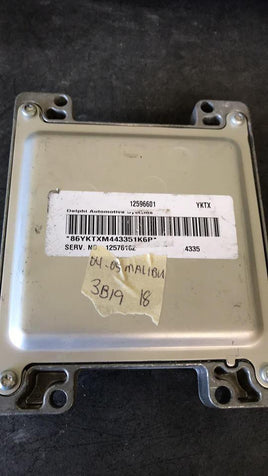 12596601 YKTX
Delphi Automotive Systems
*86YKTXM443351K6P*
SERV. NO. 12576162 4335
04-05 MALIBU
3B19 18